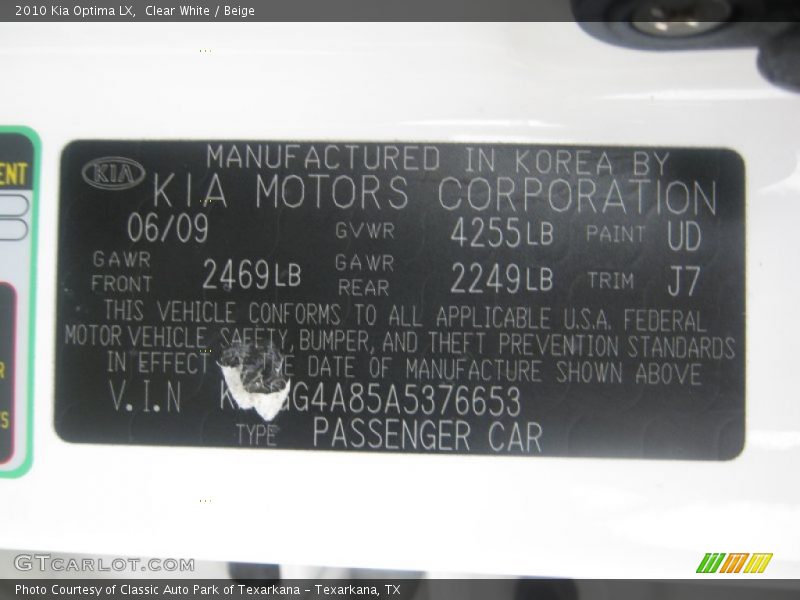 2010 Kia Optima LX,  Clear White / Beige
ENT
KIA
MANUFACTURED IN KOREA BY
KIA MOTORS CORPORATION
06/09 GVWR 4255LB PAINT UD
GAWR FRONT 2469LB GAWR REAR 2249LB TRIM J7
THIS VEHICLE CONFORMS TO ALL APPLICABLE U.S.A. FEDERAL
MOTOR VEHICLE SAFETY, BUMPER, AND THEFT PREVENTION STANDARDS
IN EFFECT DATE OF MANUFACTURE SHOWN ABOVE
V.I.N G4A85A5376653
TYPE PASSENGER CAR
GTCARLOT.COM
Photo Courtesy of Classic Auto Park of Texarkana – Texarkana, TX